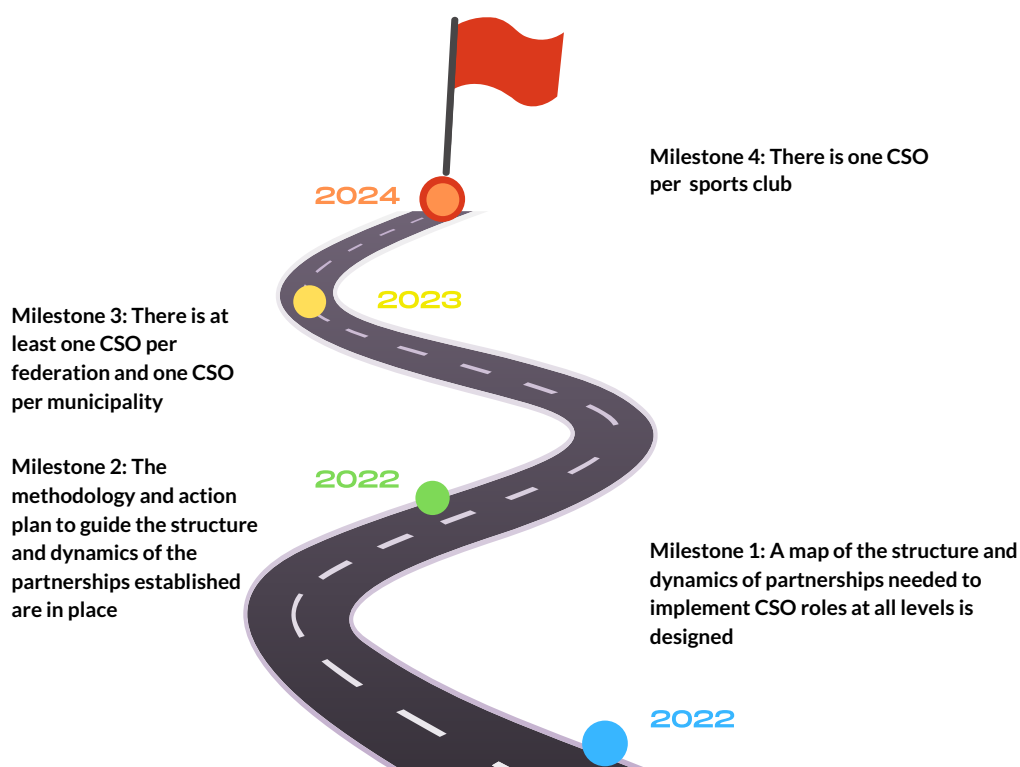 Milestone 4: There is one CSO
per sports club
2024
2023
Milestone 3: There is at
least one CSO per
federation and one CSO
per municipality
Milestone 2: The
methodology and action
plan to guide the structure
and dynamics of the
partnerships established
are in place
2022
Milestone 1: A map of the structure and
dynamics of partnerships needed to
implement CSO roles at all levels is
designed
2022